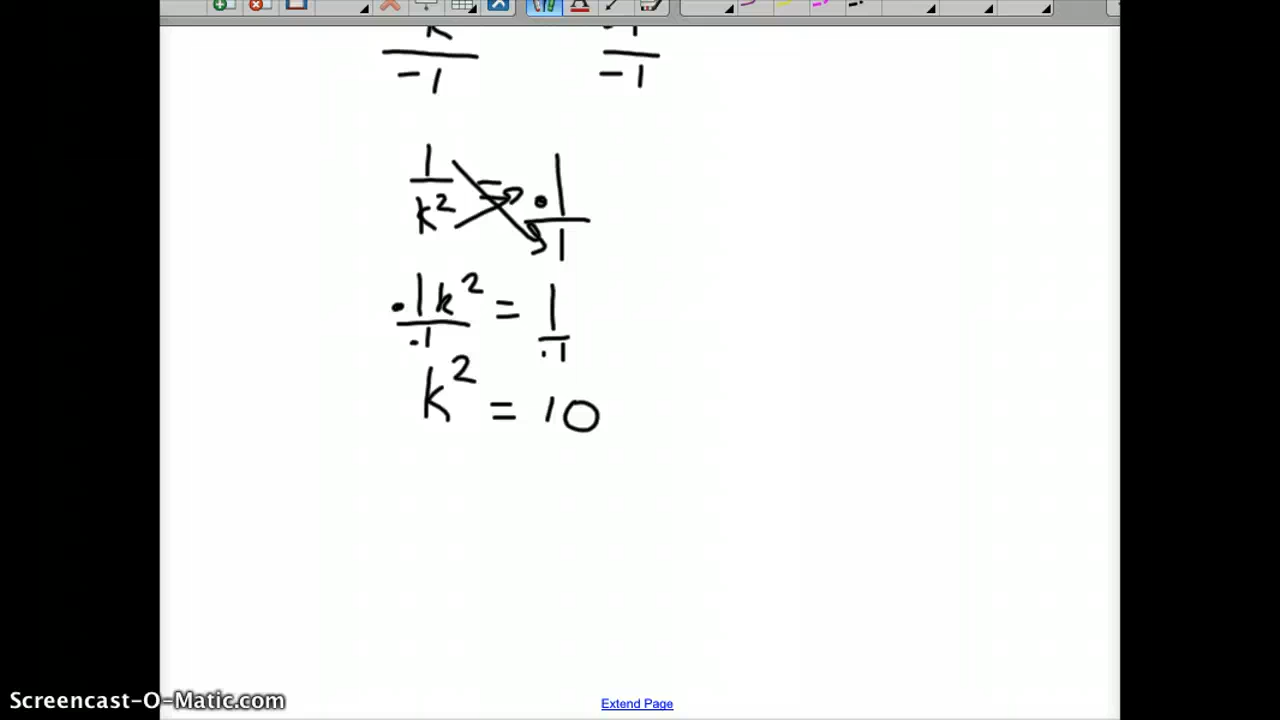 -1 -1
1/k² = .1/1
.1k²/.1 = 1/.1
k² = 10
Screencast-O-Matic.com
Extend Page